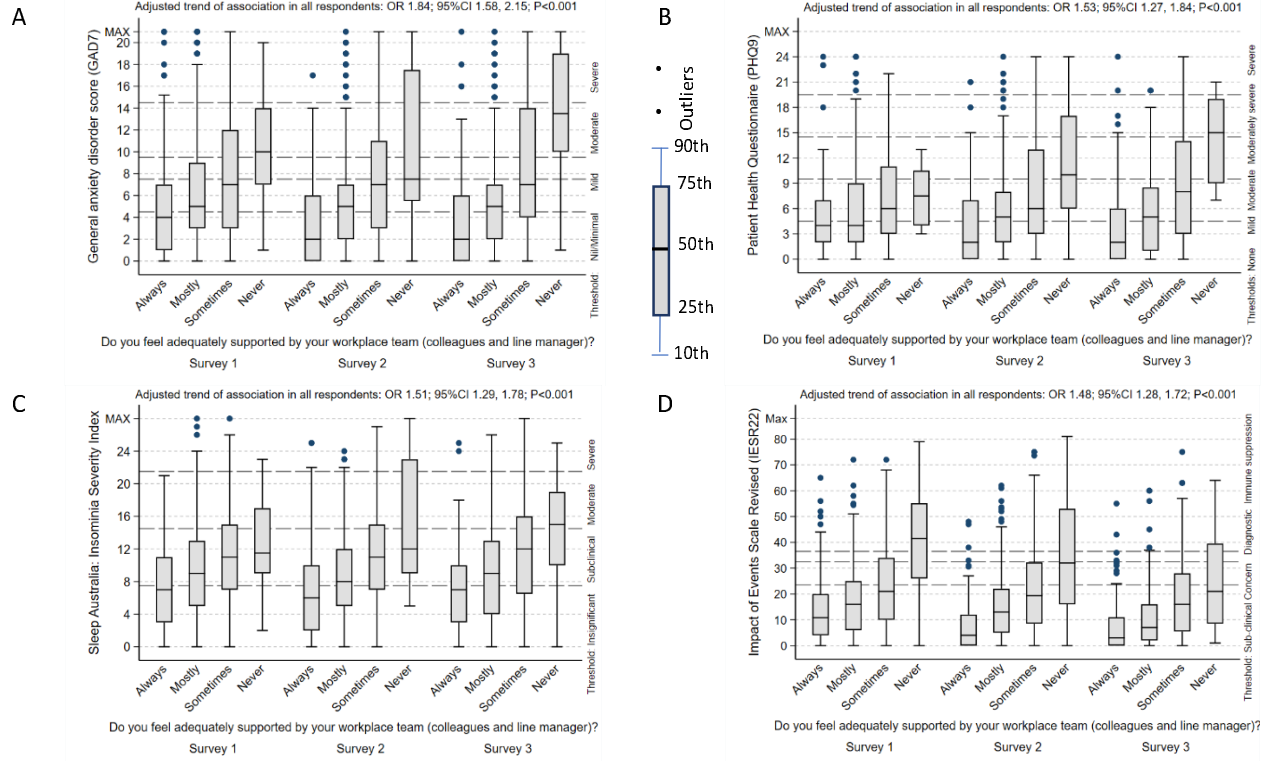 A
Adjusted trend of association in all respondents: OR 1.84; 95%CI 1.58, 2.15; P<0.001
General anxiety disorder score (GAD7)
MAX
20
18
16
14
12
10
8
6
4
2
0
Severe
Moderate
Mild
Nil/Minimal
Threshold:
Always
Mostly
Sometimes
Never
Always
Mostly
Sometimes
Never
Always
Mostly
Sometimes
Never
Do you feel adequately supported by your workplace team (colleagues and line manager)?
Survey 1
Survey 2
Survey 3
Outliers
90th
75th
50th
25th
10th
B
Adjusted trend of association in all respondents: OR 1.53; 95%CI 1.27, 1.84; P<0.001
Patient Health Questionnaire (PHQ9)
MAX
24
21
18
15
12
9
6
3
0
Severe
Moderately severe
Moderate
Mild
None
Thresholds:
Always
Mostly
Sometimes
Never
Always
Mostly
Sometimes
Never
Always
Mostly
Sometimes
Never
Do you feel adequately supported by your workplace team (colleagues and line manager)?
Survey 1
Survey 2
Survey 3
C
Adjusted trend of association in all respondents: OR 1.51; 95%CI 1.29, 1.78; P<0.001
Sleep Australia: Insominia Severity Index
MAX
24
20
16
12
8
4
0
Severe
Moderate
Subclinical
Insignificant
Threshold:
Always
Mostly
Sometimes
Never
Always
Mostly
Sometimes
Never
Always
Mostly
Sometimes
Never
Do you feel adequately supported by your workplace team (colleagues and line manager)?
Survey 1
Survey 2
Survey 3
D
Adjusted trend of association in all respondents: OR 1.48; 95%CI 1.28, 1.72; P<0.001
Impact of Events Scale Revised (IESR22)
Max
80
70
60
50
40
30
20
10
0
Immune suppression
Diagnostic
Concern
Sub-clinical
Threshold:
Always
Mostly
Sometimes
Never
Always
Mostly
Sometimes
Never
Always
Mostly
Sometimes
Never
Do you feel adequately supported by your workplace team (colleagues and line manager)?
Survey 1
Survey 2
Survey 3